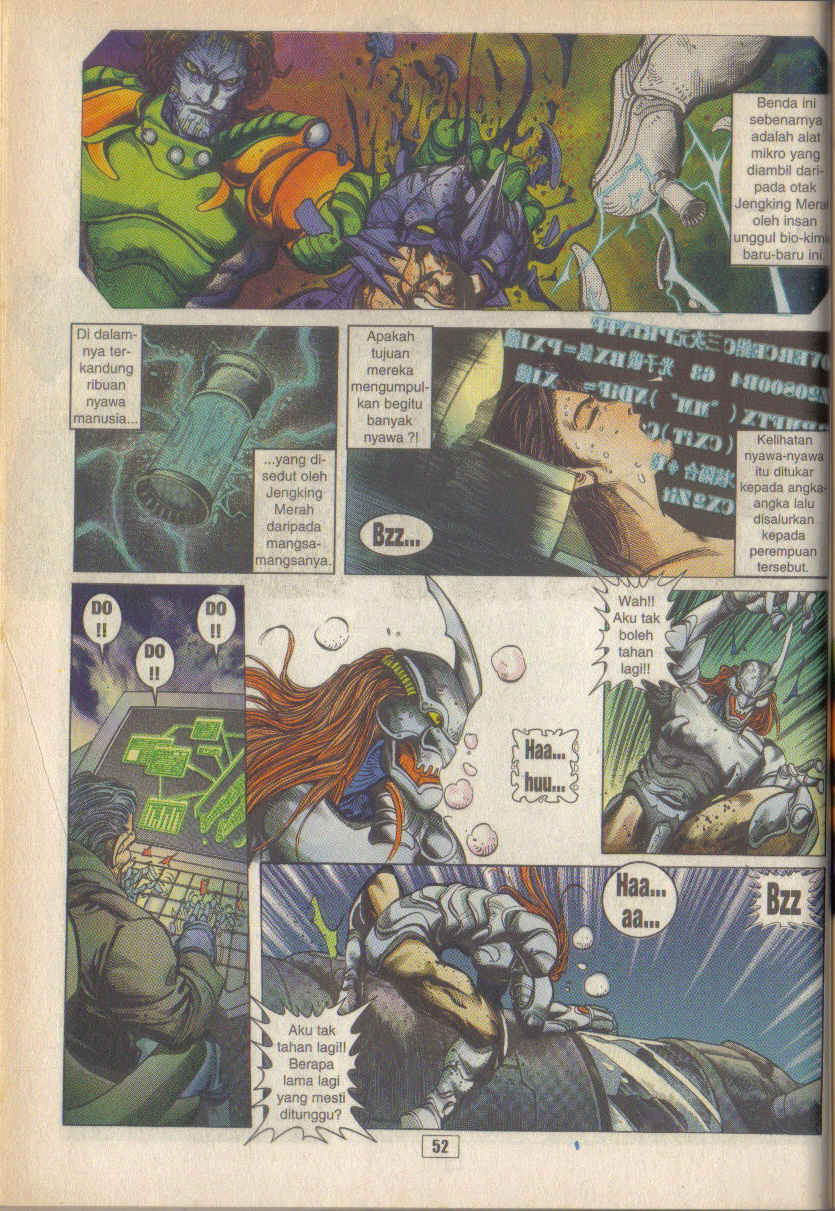 Benda ini
sebenarnya
adalah alat
mikro yang
diambil dari-
pada otak
Jengking Merah
oleh insan
unggul bio-kimia
baru-baru ini.
Di dalam-
nya ter-
kandung
ribuan
nyawa
manusia...
...yang di-
sedut oleh
Jengking
Merah
daripada
mangsa-
mangsanya.
Apakah
tujuan
mereka
mengumpul-
kan begitu
banyak
nyawa ?!
Bzz...
Kelihatan
nyawa-nyawa
itu ditukar
kepada angka-
angka lalu
disalurkan
kepada
perempuan
tersebut.
DO
!!
DO
!!
DO
!!
Haa...
huu...
Wah!!
Aku tak
boleh
tahan
lagi!!
Haa...
aa...
Bzz
Aku tak
tahan lagi!!
Berapa
lama lagi
yang mesti
ditunggu?
52